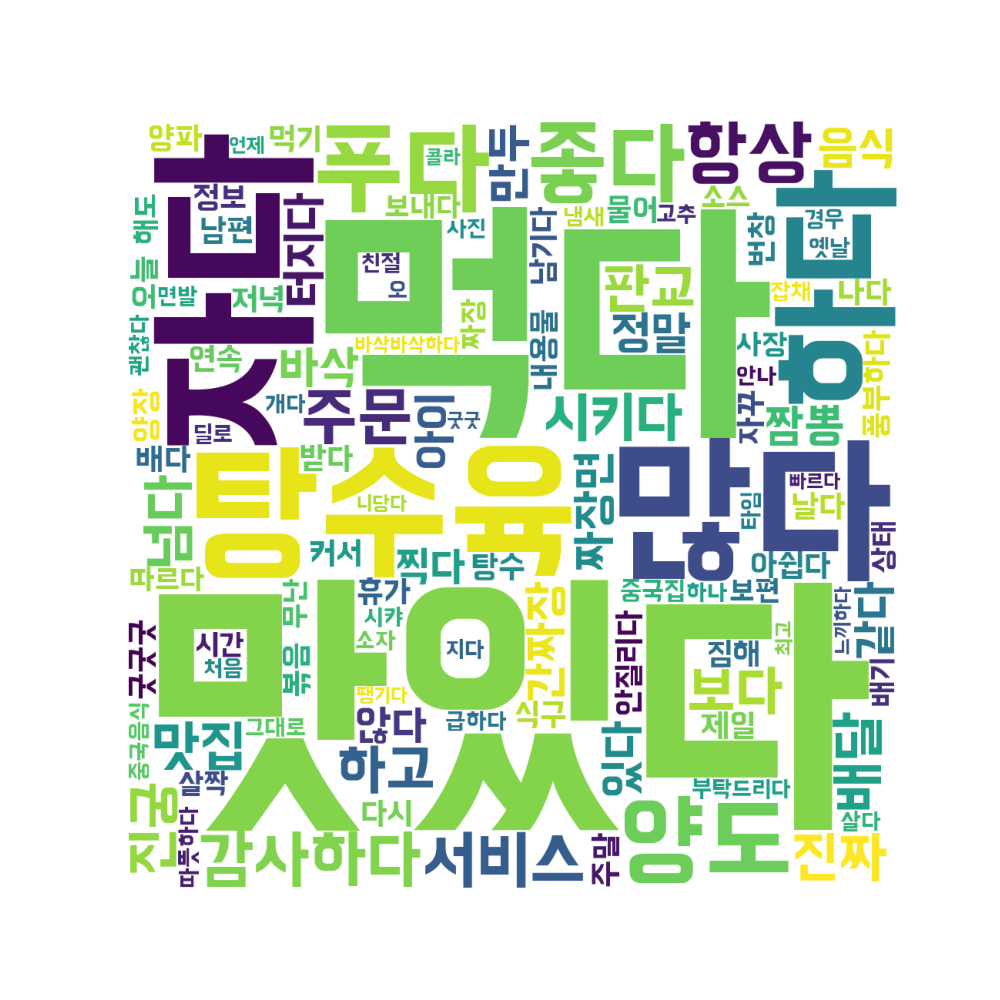 양파
언제
먹기
푸다
콜라
만두
좋다
항상
음식
정보
남편
자다
터지다
보내다
사진
냄새
물어
고추
소스
번창
경우
옛날
하다
해도
오늘
면발
저녁
친절
오
먹다
짜장
남기다
판교
정말
내용물
잡채
나다
괜찮다
연속
바삭
바삭바삭하다
사장
안나
풍부하다
양장
개다
딜로
주문
아이
굿굿
시키다
자꾸
짬뽕
빼다
받다
탕수육
니당다
짜장면
많다
빠르다
타임
날다
넘다
상태
커서
찍다
탕수
아쉽다
따르다
무난
휴가
시캬
소자
맛있다
지다
중국집
하나
보편
느끼하다
같다
굿굿굿
시간
처음
볶음
간짜장
식구
안질리다
짐해
보다
제일
최고
배기
땡기다
중국음식
맛집
그대로
않다
급하다
하고
있다
배달
부탁드리다
살짝
다시
살다
진궁
따뜻하다
감사하다
서비스
주말
양도
진짜